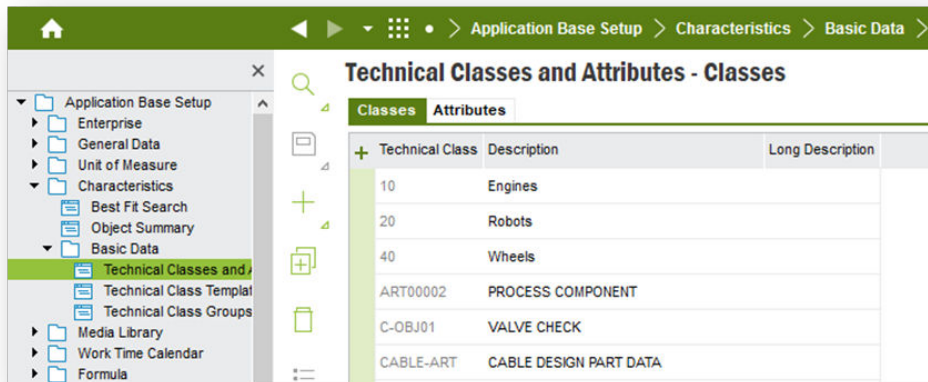 Application Base Setup > Characteristics > Basic Data >
Application Base Setup
Enterprise
General Data
Unit of Measure
Characteristics
Best Fit Search
Object Summary
Basic Data
Technical Classes and A
Technical Class Templat
Technical Class Groups
Media Library
Work Time Calendar
Formula
Technical Classes and Attributes - Classes
Classes Attributes
Technical Class Description Long Description
10 Engines
20 Robots
40 Wheels
ART00002 PROCESS COMPONENT
C-OBJ01 VALVE CHECK
CABLE-ART CABLE DESIGN PART DATA